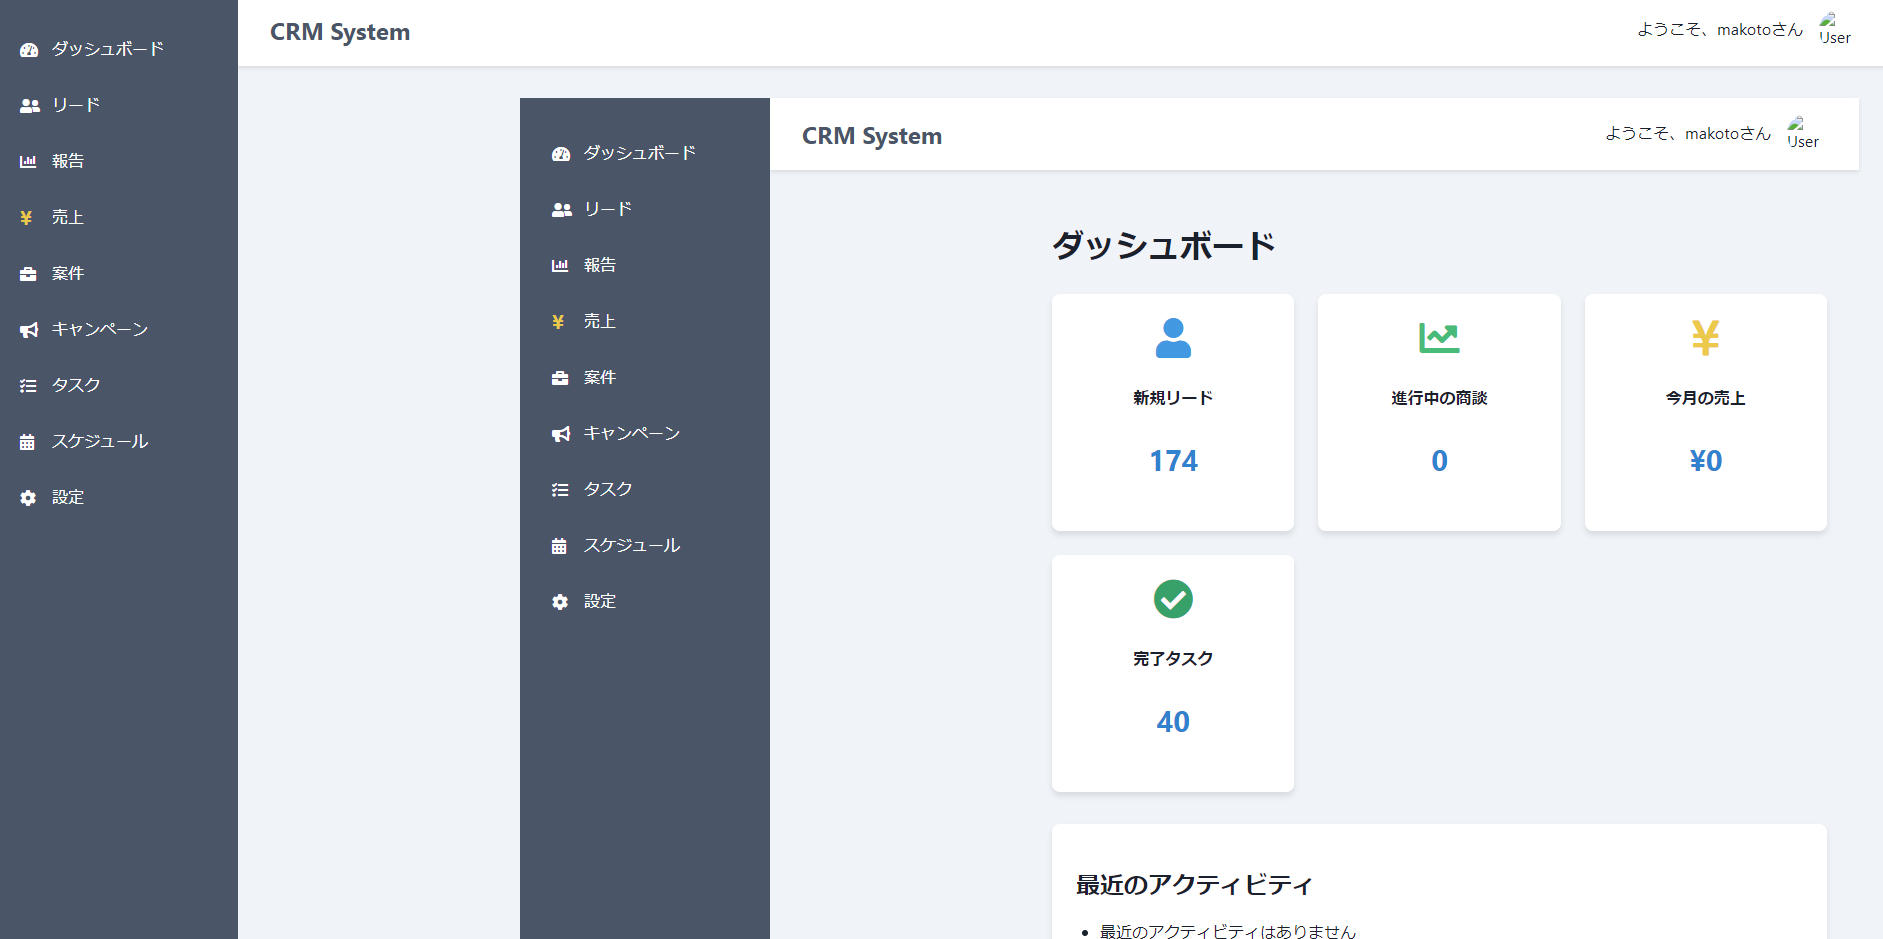 ダッシュボード
リード
報告
売上
案件
キャンペーン
タスク
スケジュール
設定
CRM System
ようこそ、makotoさん
User
ダッシュボード
リード
報告
売上
案件
キャンペーン
タスク
スケジュール
設定
CRM System
ようこそ、makotoさん
User
ダッシュボード
新規リード
174
進行中の商談
0
¥
今月の売上
¥0
完了タスク
40
最近のアクティビティ
• 最近のアクティビティはありません